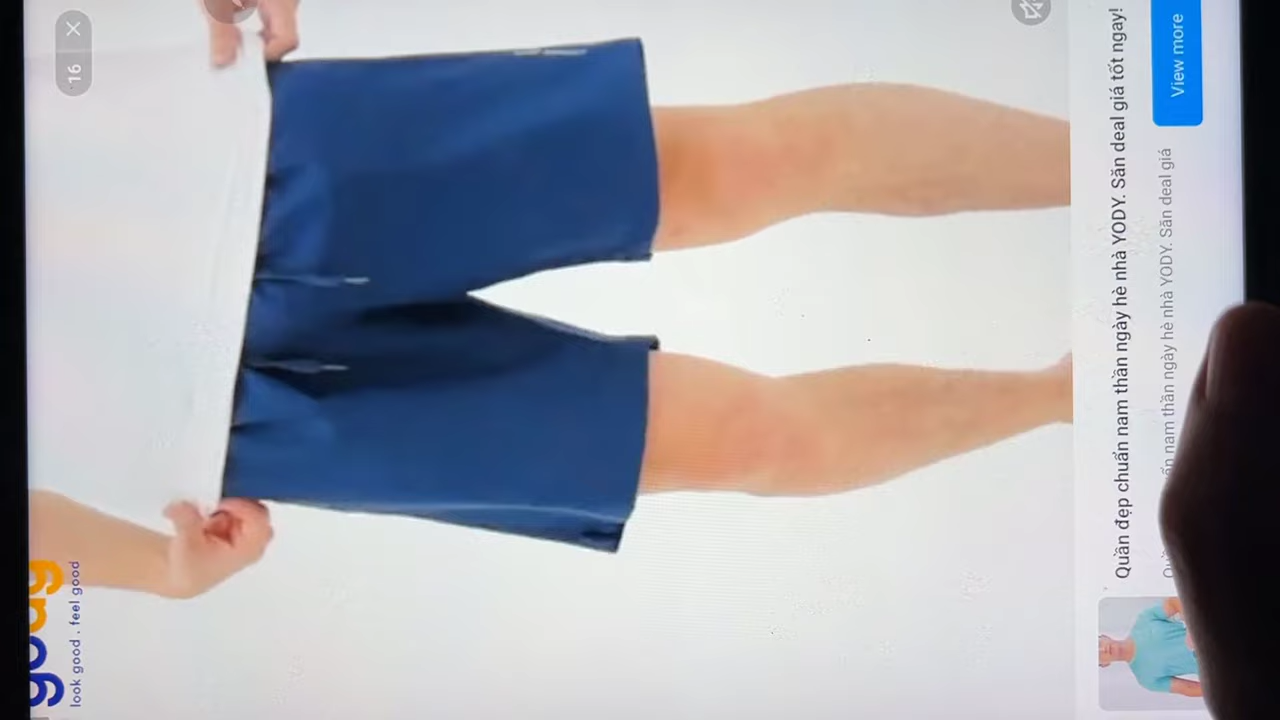 16 ×
yody
look good . feel good
Quần đẹp chuẩn nam thần ngày hè nhà YODY. Săn deal giá tốt ngay!
nam thần ngày hè nhà YODY. Săn deal giá
View more